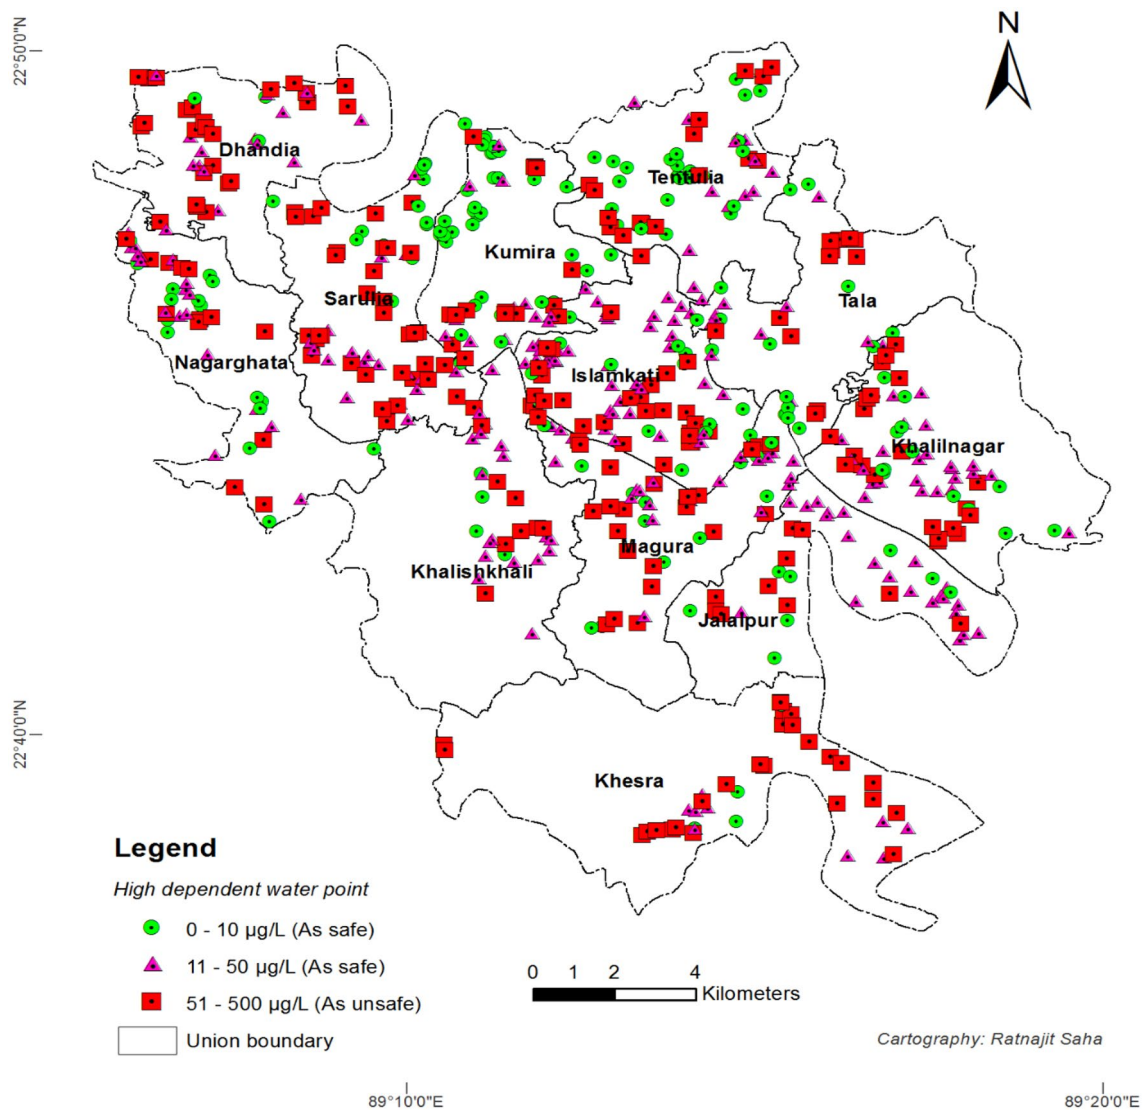 N
22°50'0"N
Dhandia
Tentulia
Kumira
Sarulia
Tala
Nagarghata
Islamkati
Khalilnagar
Magura
Khalishkhali
Jalalpur
22°40'0"N
Khesra
Legend
High dependent water point
0 - 10 µg/L (As safe)
11 - 50 µg/L (As safe)
51 - 500 µg/L (As unsafe)
Union boundary
0 1 2 4
Kilometers
Cartography: Ratnajit Saha
89°10'0"E
89°20'0"E